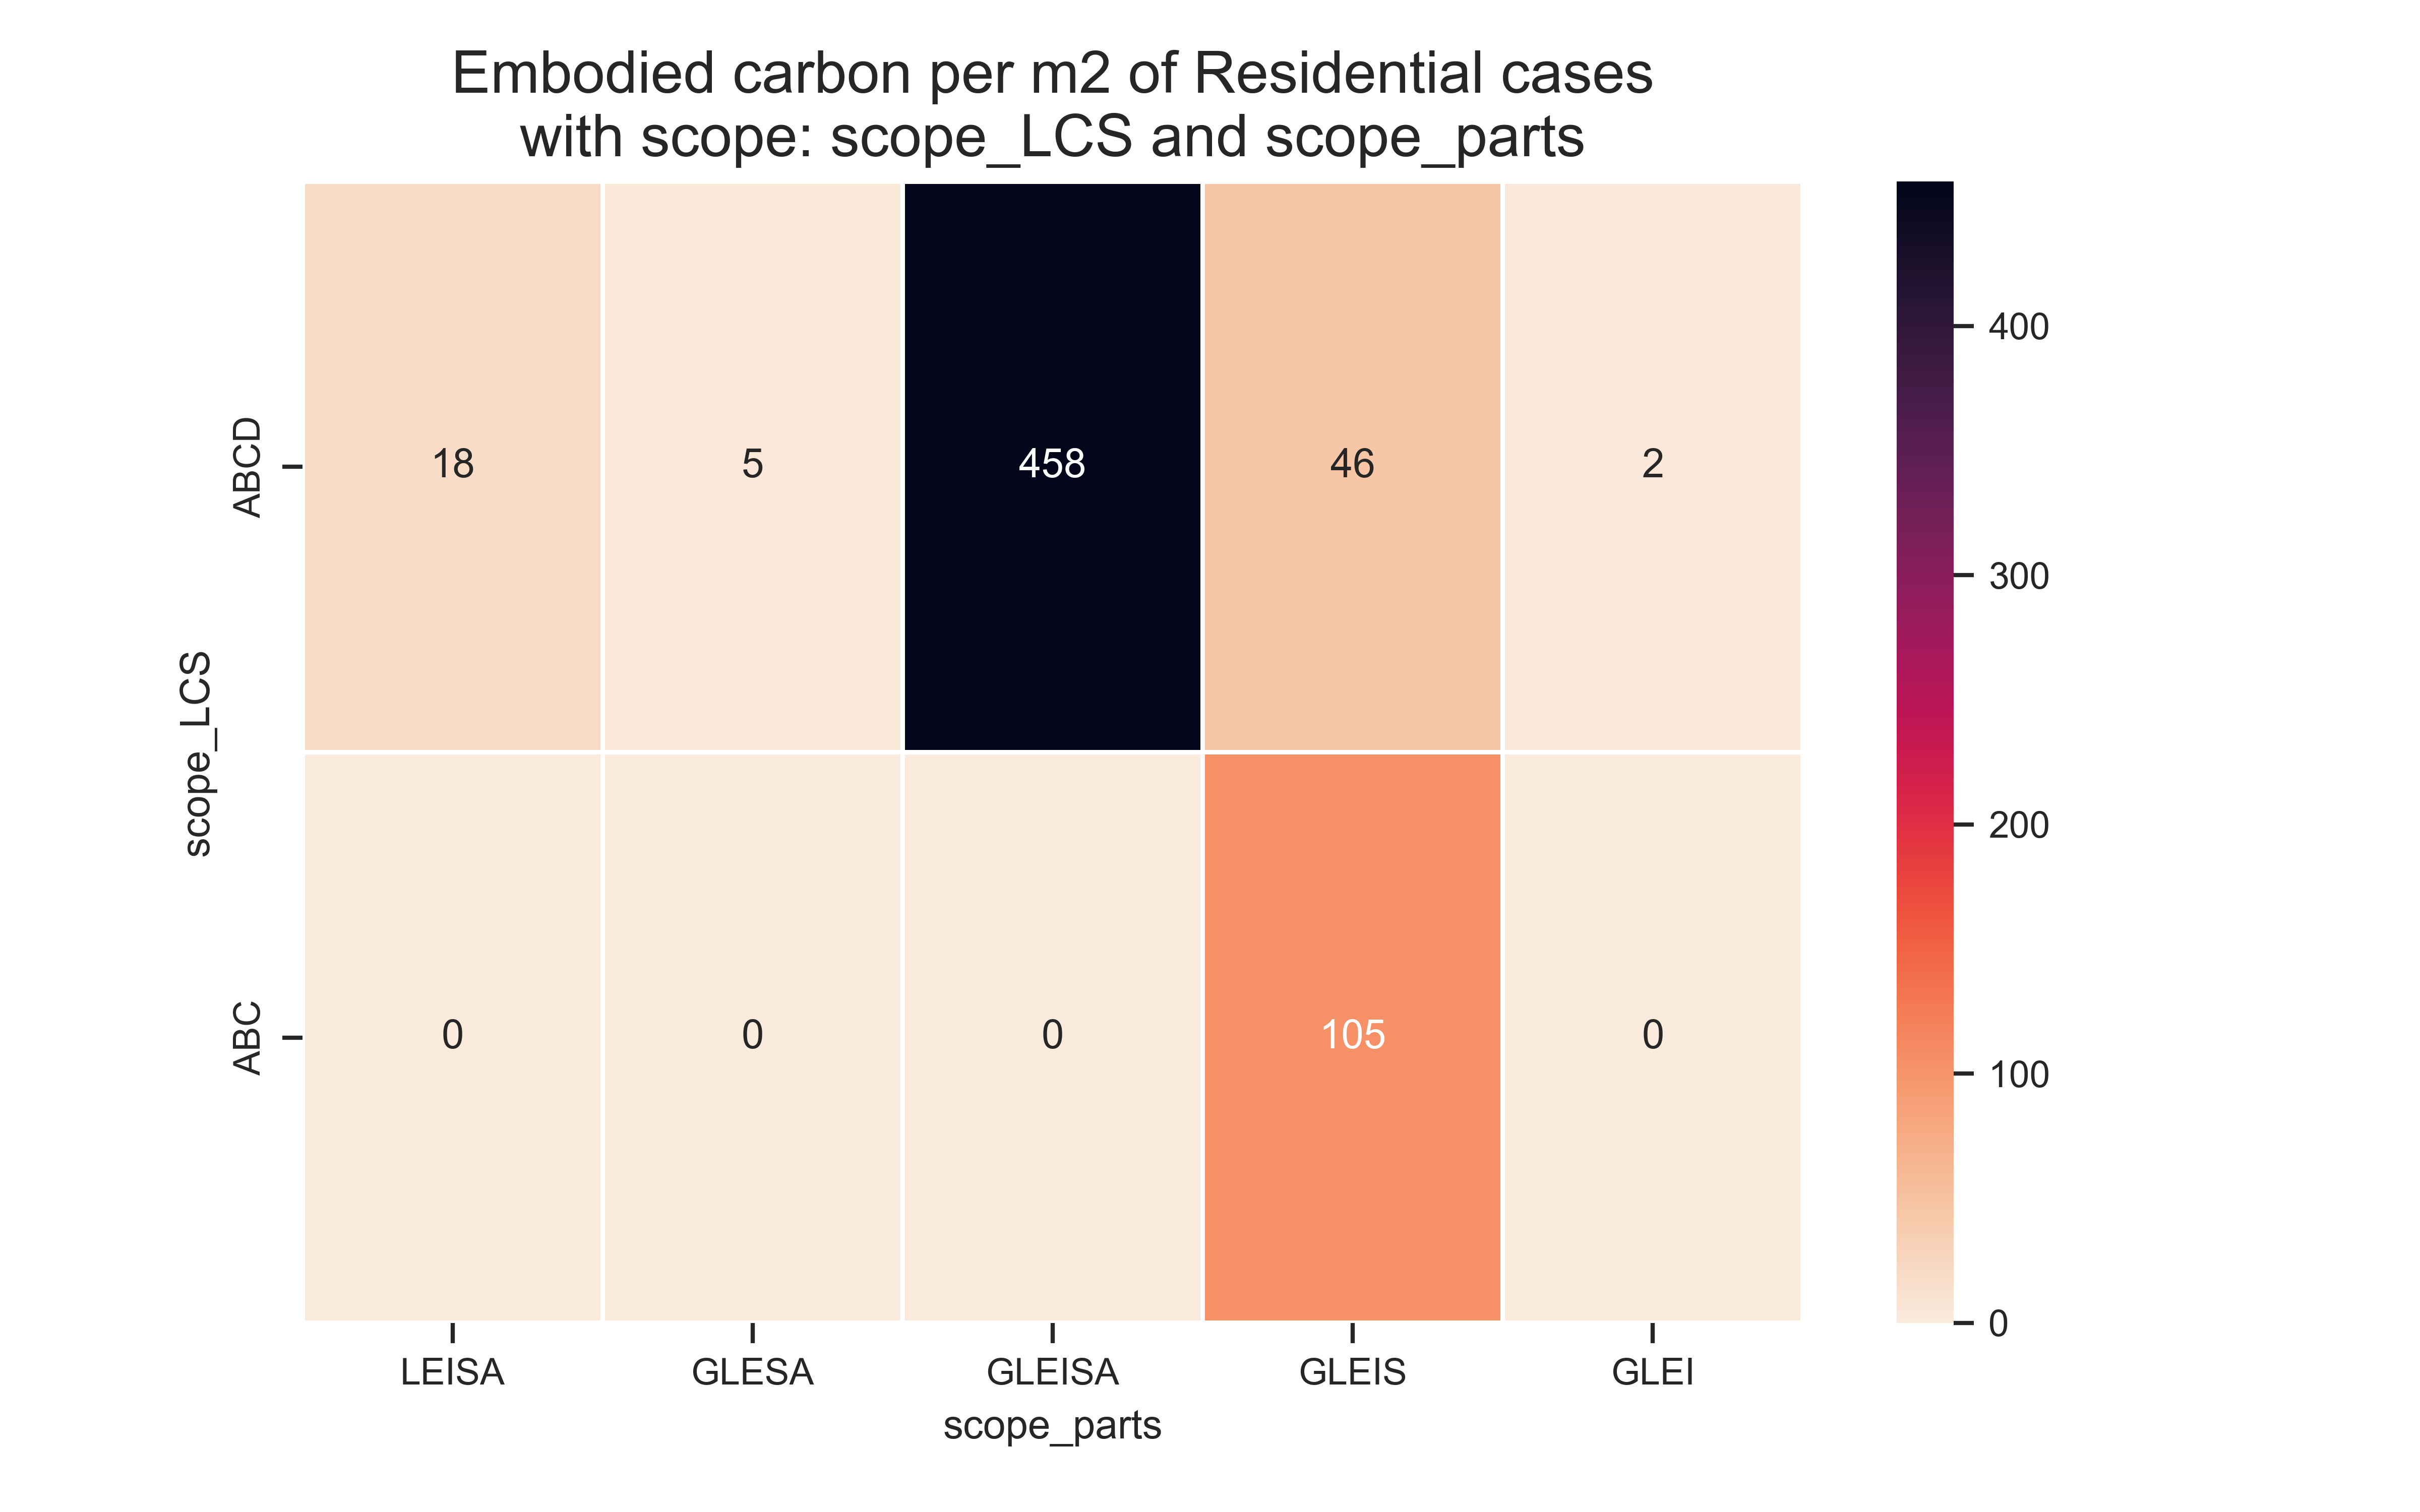 Embodied carbon per m2 of Residential cases
with scope: scope_LCS and scope_parts
scope_LCS
ABCD
18 5 458 46 2
ABC
0 0 0 105 0
LEISA GLESA GLEISA GLEIS GLEI
scope_parts
400
300
200
100
0